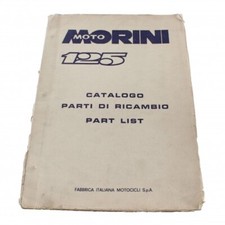 MOTO MORINI
125
CATALOGO
PARTI DI RICAMBIO
PART LIST
FABBRICA ITALIANA MOTOCICLI S.p.A.